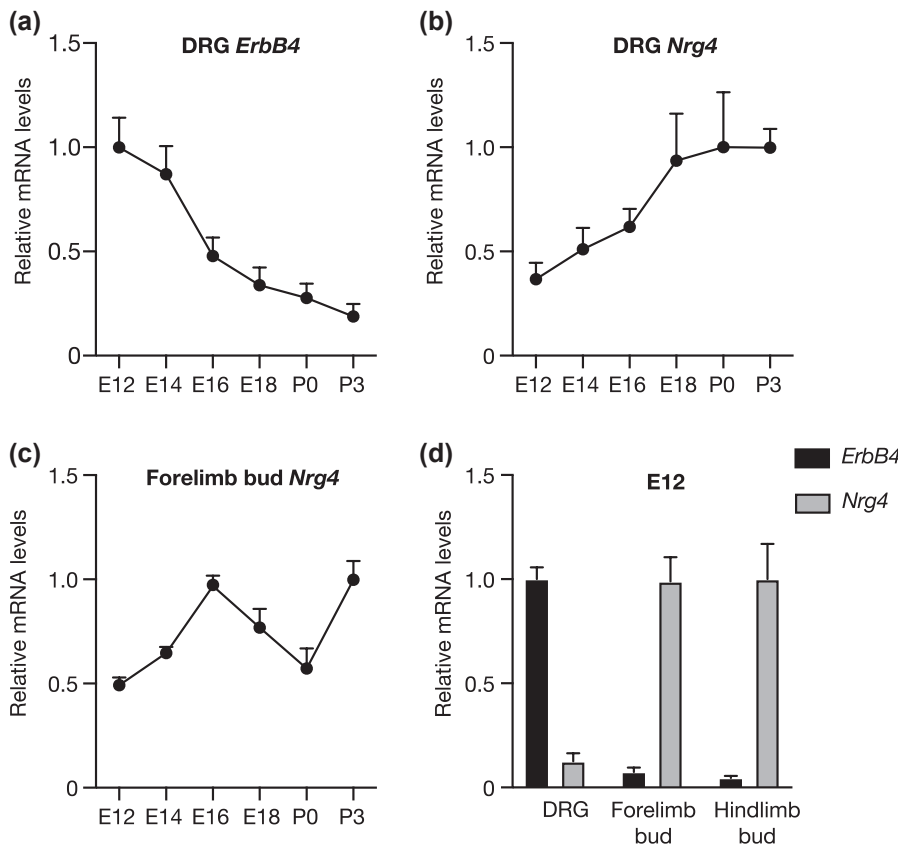 (a)
DRG ErbB4
Relative mRNA levels
1.5
1.0
0.5
0
E12 E14 E16 E18 P0 P3
(b)
DRG Nrg4
Relative mRNA levels
1.5
1.0
0.5
0
E12 E14 E16 E18 P0 P3
(c)
Forelimb bud Nrg4
Relative mRNA levels
1.5
1.0
0.5
0
E12 E14 E16 E18 P0 P3
(d)
E12
Relative mRNA levels
1.5
1.0
0.5
0
DRG
Forelimb
bud
Hindlimb
bud
ErbB4
Nrg4